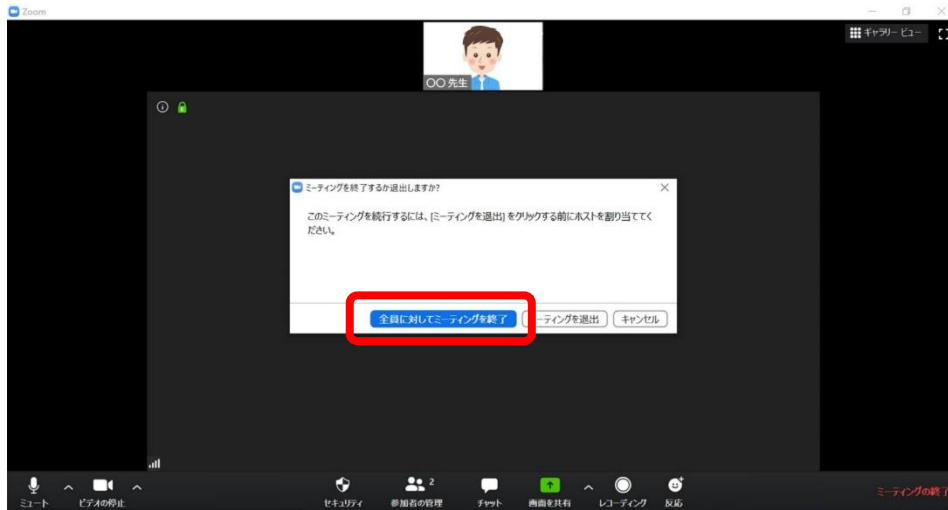 Zoom
ギャラリー ビュー
〇〇 先生
ミーティングを終了するか退出しますか?
このミーティングを続行するには、[ミーティングを退出] をクリックする前にホストを割り当ててく
ださい。
全員に対してミーティングを終了
ーティングを退出
キャンセル
2
ミュート
ビデオの停止
セキュリティ
参加者の管理
チャット
画面を共有
レコーディング
反応
ミーティングの終了